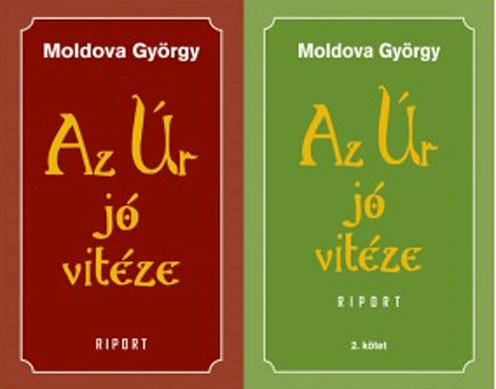 Moldova György
Az Úr
jó
vitéze
RIPORT
Moldova György
Az Úr
jó
vitéze
RIPORT
2. kötet